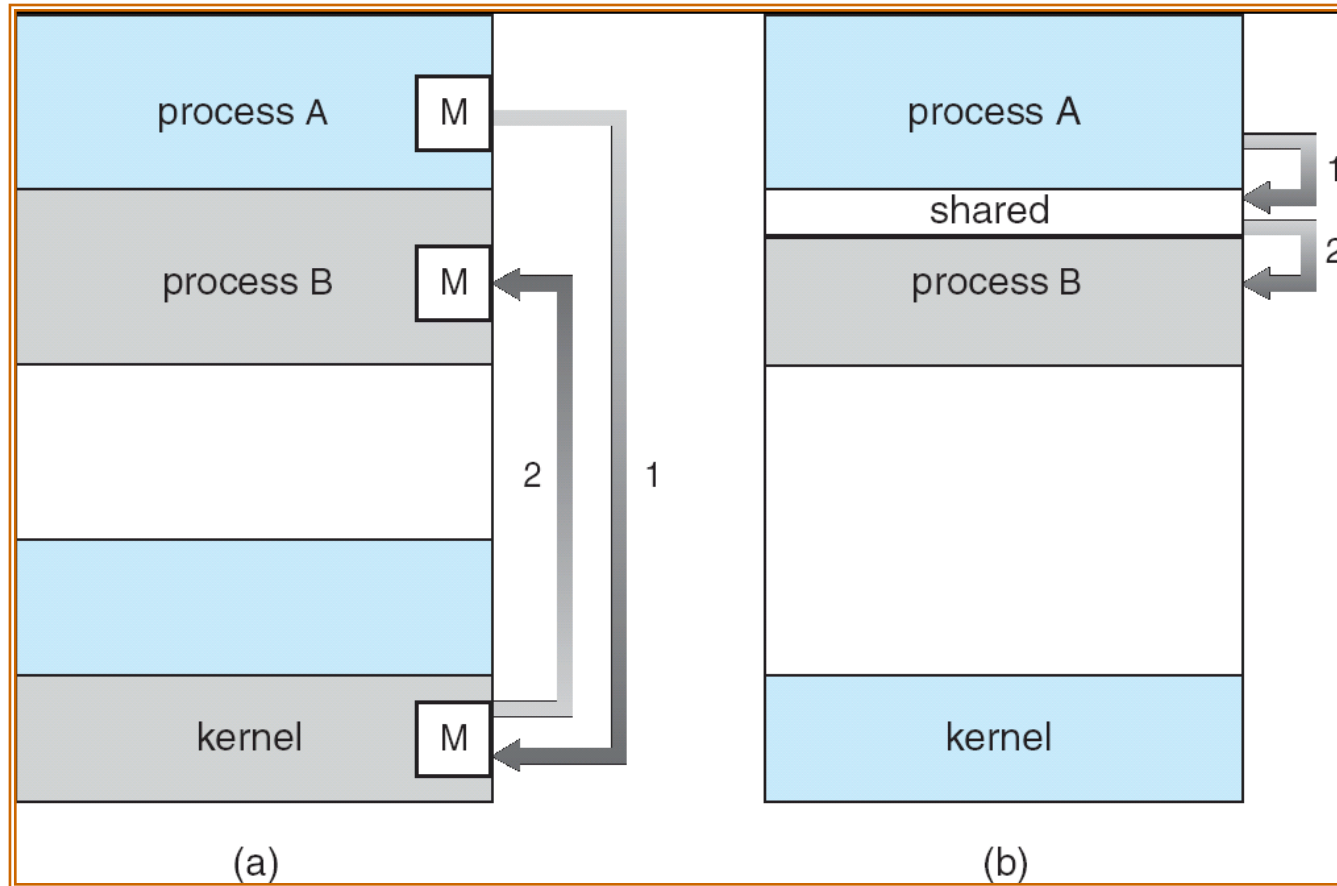 process A
M
process B
M
2
1
kernel
M
(a)
process A
1
shared
2
process B
kernel
(b)